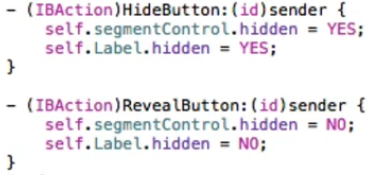 - (IBAction)HideButton:(id)sender {
    self.segmentControl.hidden = YES;
    self.Label.hidden = YES;
}
- (IBAction)RevealButton:(id)sender {
    self.segmentControl.hidden = NO;
    self.Label.hidden = NO;
}